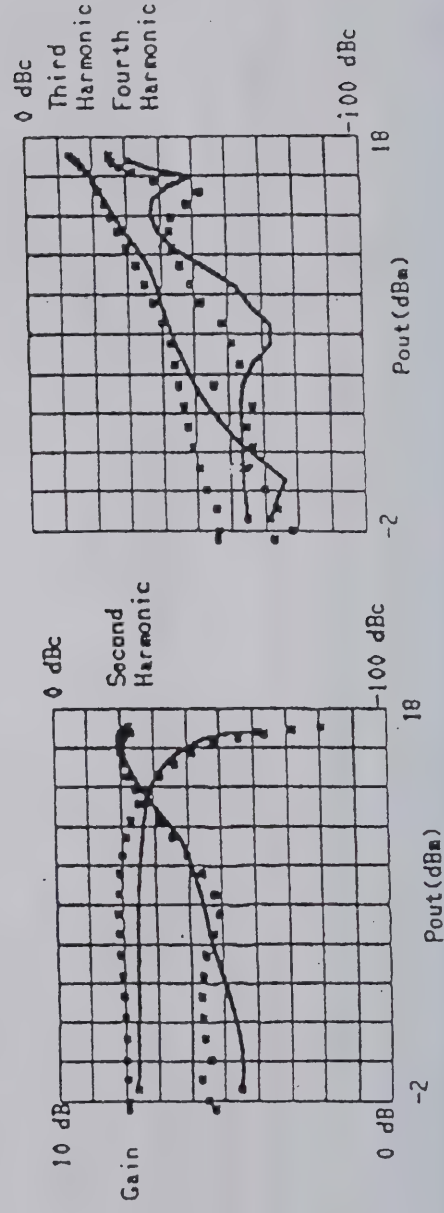 10 dB
Gain
0 dB
-2
Pout(dBm)
18
0 dBc
Second
Harmonic
-100 dBc
-2
Pout(dBm)
18
0 dBc
Third
Harmonic
Fourth
Harmonic
-100 dBc